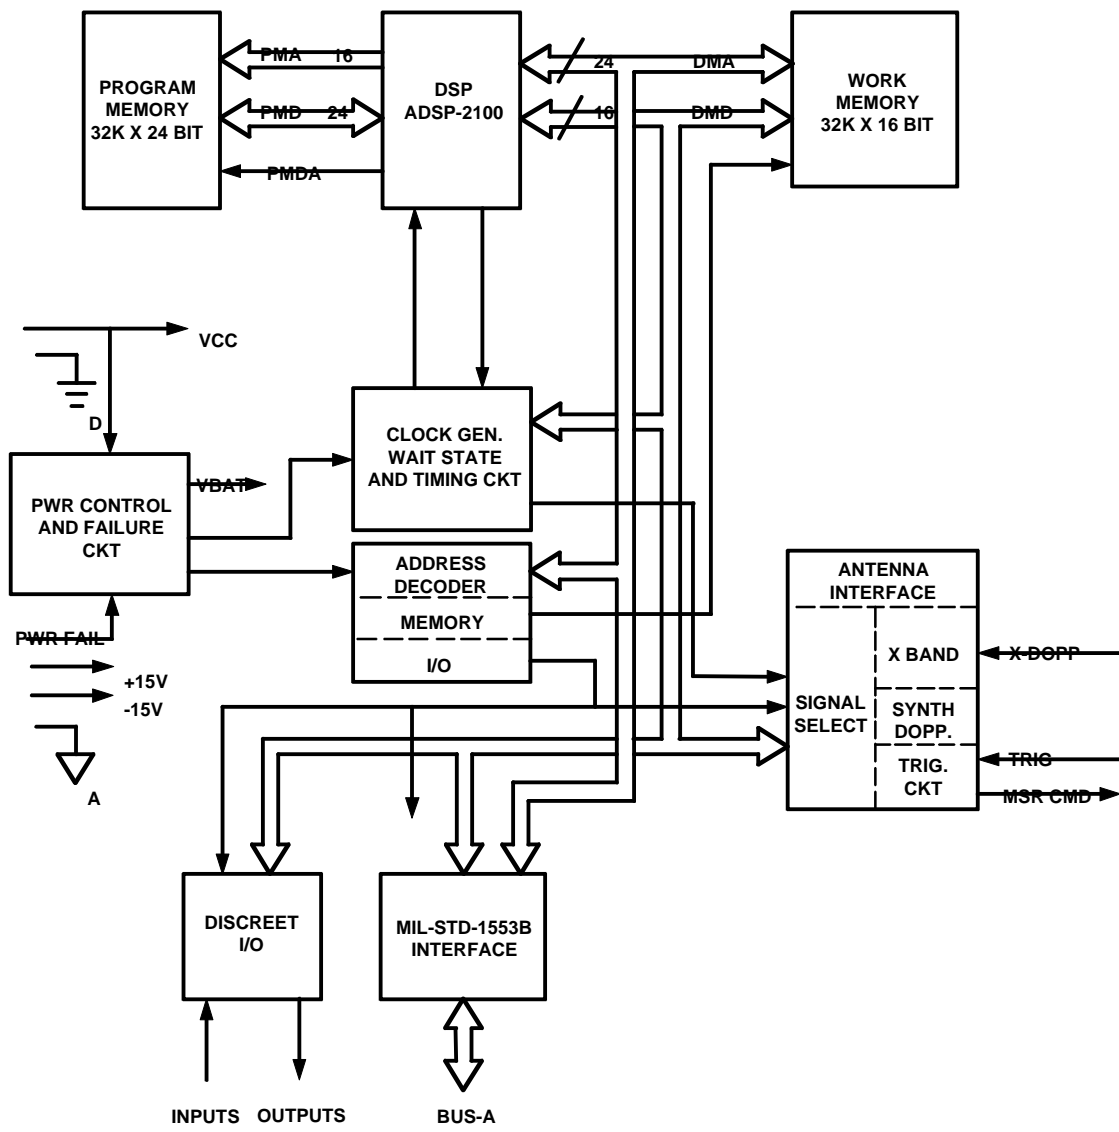 PMA 16
PROGRAM
MEMORY
32K X 24 BIT
PMD 24
PMDA
DSP
ADSP-2100
24
DMA
16
DMD
WORK
MEMORY
32K X 16 BIT
VCC
D
CLOCK GEN.
WAIT STATE
AND TIMING CKT
VBAT
PWR CONTROL
AND FAILURE
CKT
ADDRESS
DECODER
MEMORY
I/O
PWR FAIL
+15V
-15V
A
ANTENNA
INTERFACE
SIGNAL
SELECT
X BAND
SYNTH
DOPP.
TRIG.
CKT
X-DOPP
TRIG
MSR CMD
DISCREET
I/O
MIL-STD-1553B
INTERFACE
INPUTS OUTPUTS
BUS-A